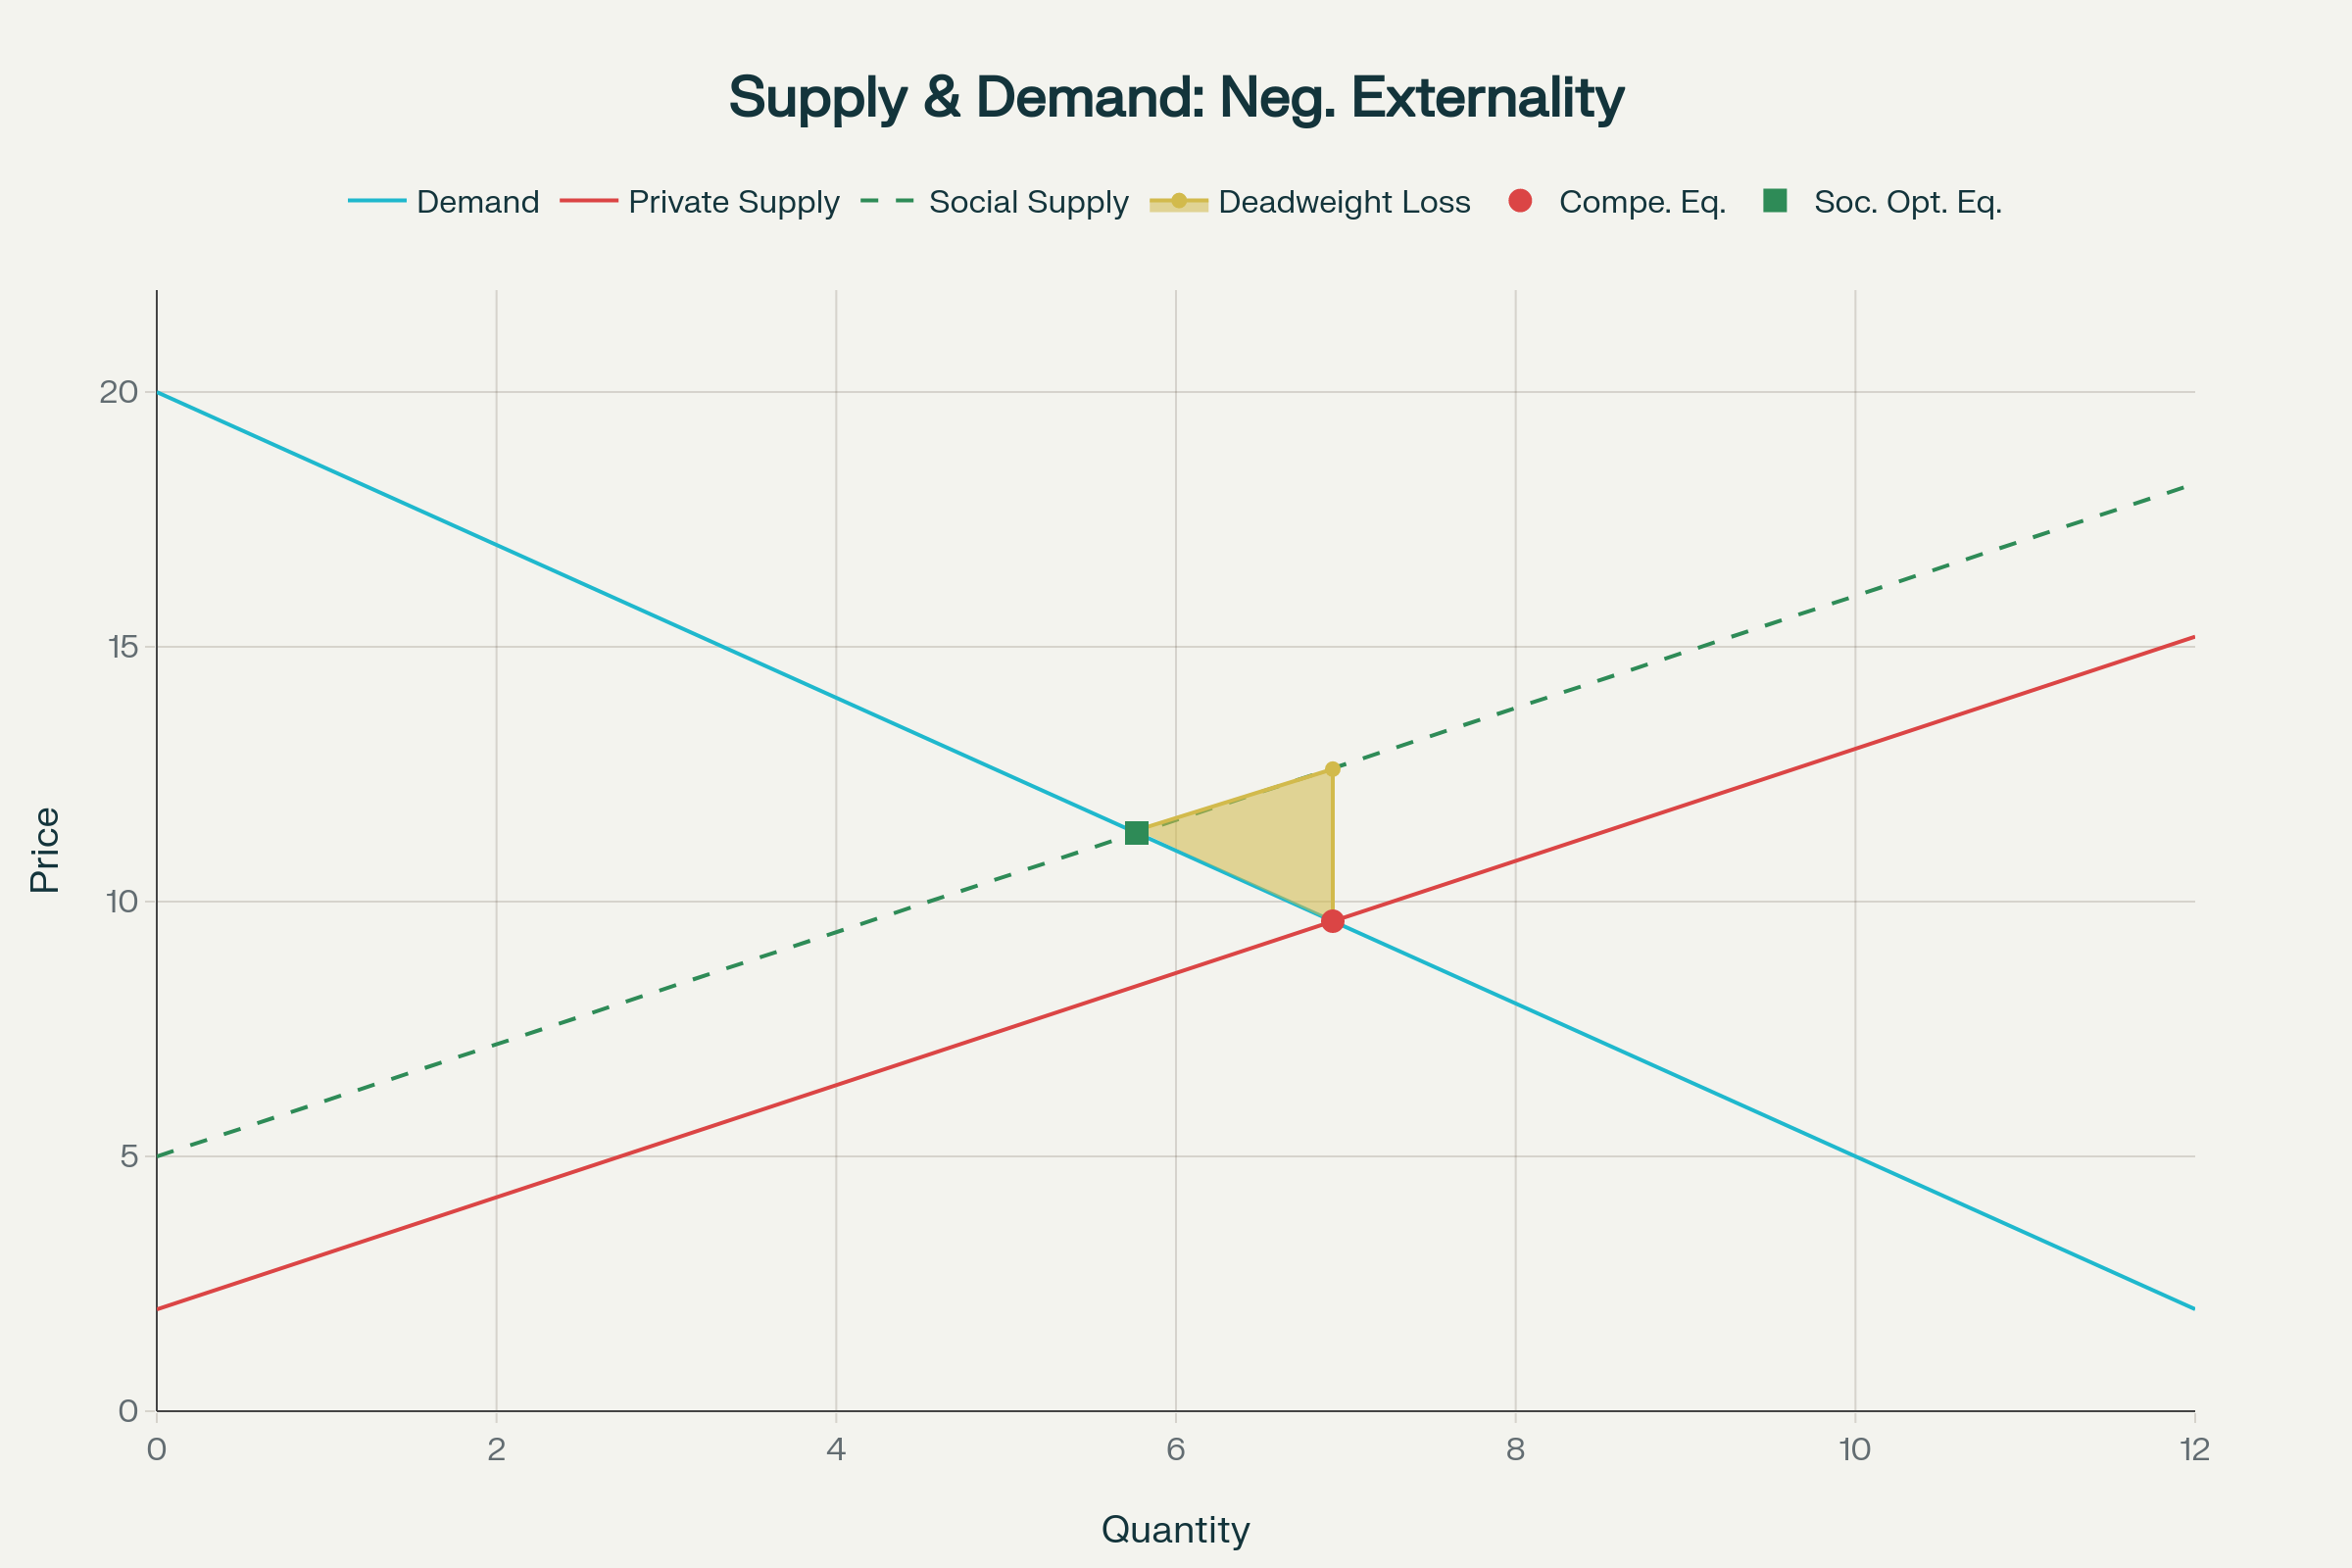 Supply & Demand: Neg. Externality
Demand Private Supply Social Supply Deadweight Loss Compe. Eq. Soc. Opt. Eq.
20
15
10
5
0
Price
0 2 4 6 8 10 12
Quantity